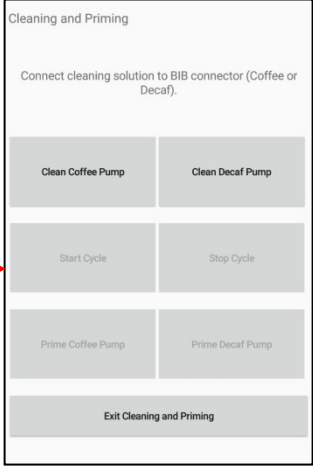 Cleaning and Priming
Connect cleaning solution to BIB connector (Coffee or
Decaf).
Clean Coffee Pump
Clean Decaf Pump
Start Cycle
Stop Cycle
Prime Coffee Pump
Prime Decaf Pump
Exit Cleaning and Priming